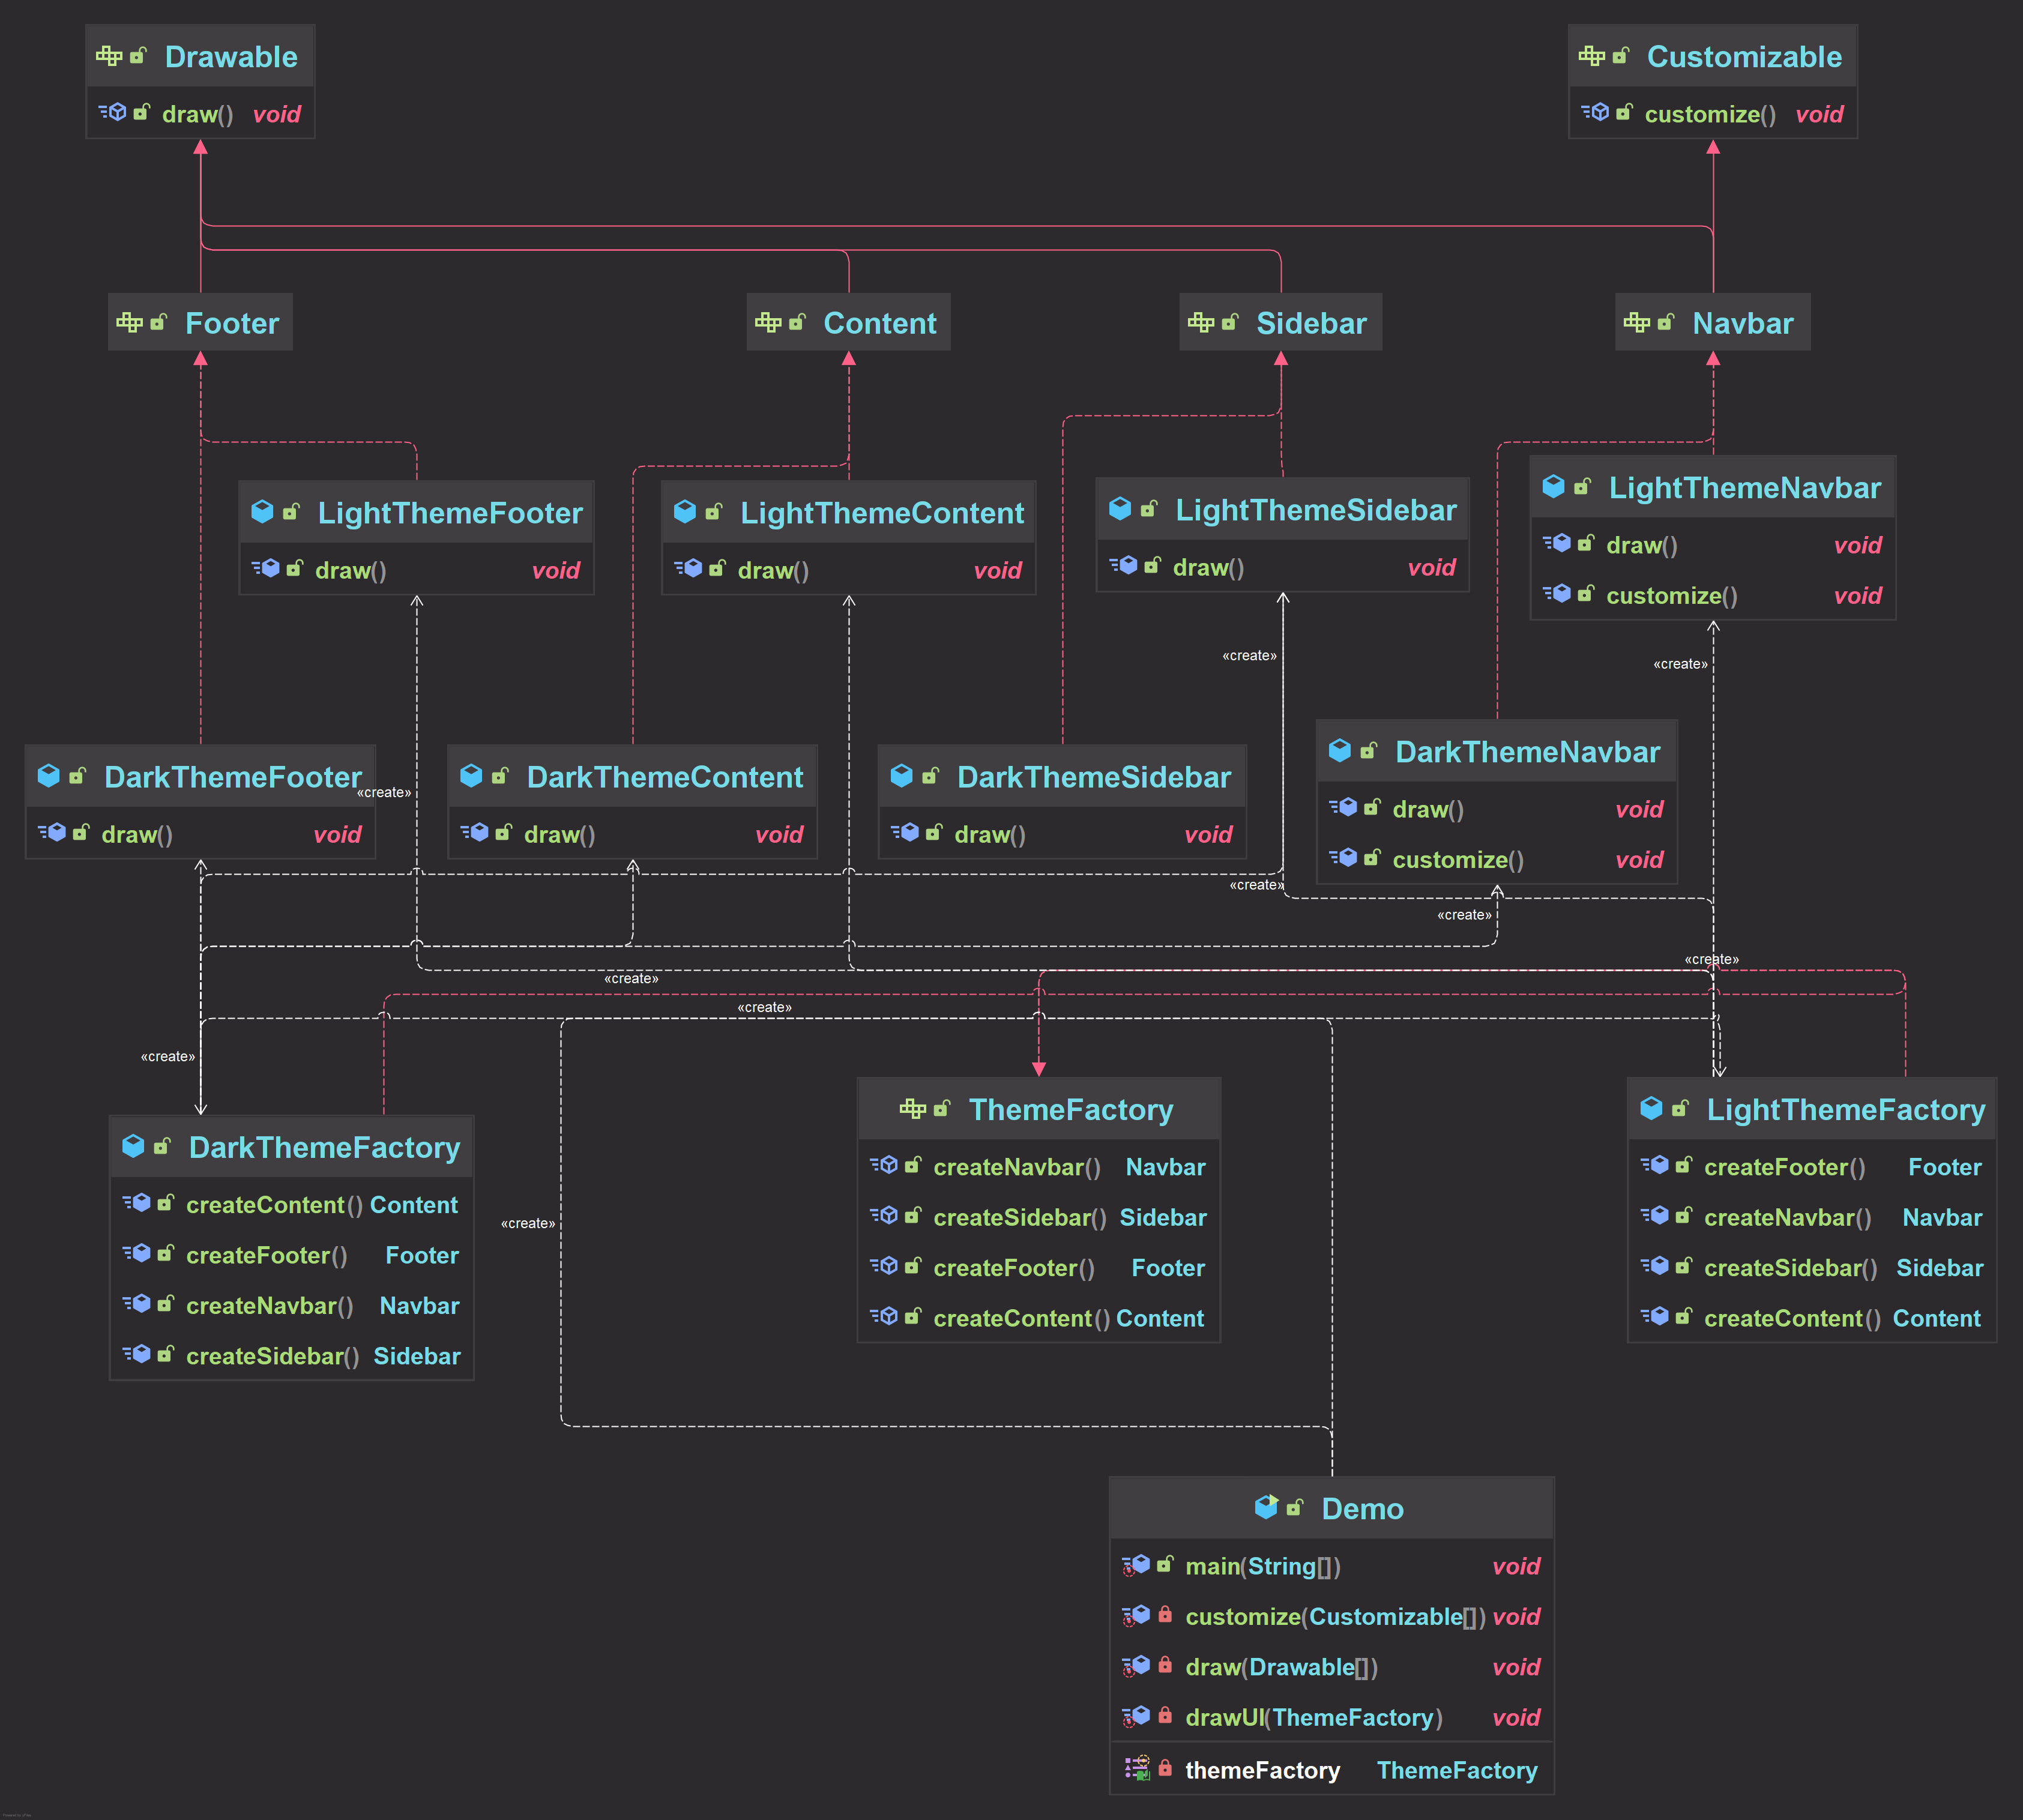 Drawable
draw() void
Customizable
customize() void
Footer
Content
Sidebar
Navbar
LightThemeFooter
draw() void
LightThemeContent
draw() void
LightThemeSidebar
draw() void
LightThemeNavbar
draw() void
customize() void
«create»
«create»
DarkThemeFooter
draw() void
«create»
DarkThemeContent
draw() void
DarkThemeSidebar
draw() void
DarkThemeNavbar
draw() void
customize() void
«create»
«create»
«create»
«create»
«create»
«create»
DarkThemeFactory
createContent() Content
createFooter() Footer
createNavbar() Navbar
createSidebar() Sidebar
«create»
ThemeFactory
createNavbar() Navbar
createSidebar() Sidebar
createFooter() Footer
createContent() Content
LightThemeFactory
createFooter() Footer
createNavbar() Navbar
createSidebar() Sidebar
createContent() Content
Demo
main(String[]) void
customize(Customizable[]) void
draw(Drawable[]) void
drawUI(ThemeFactory) void
themeFactory ThemeFactory